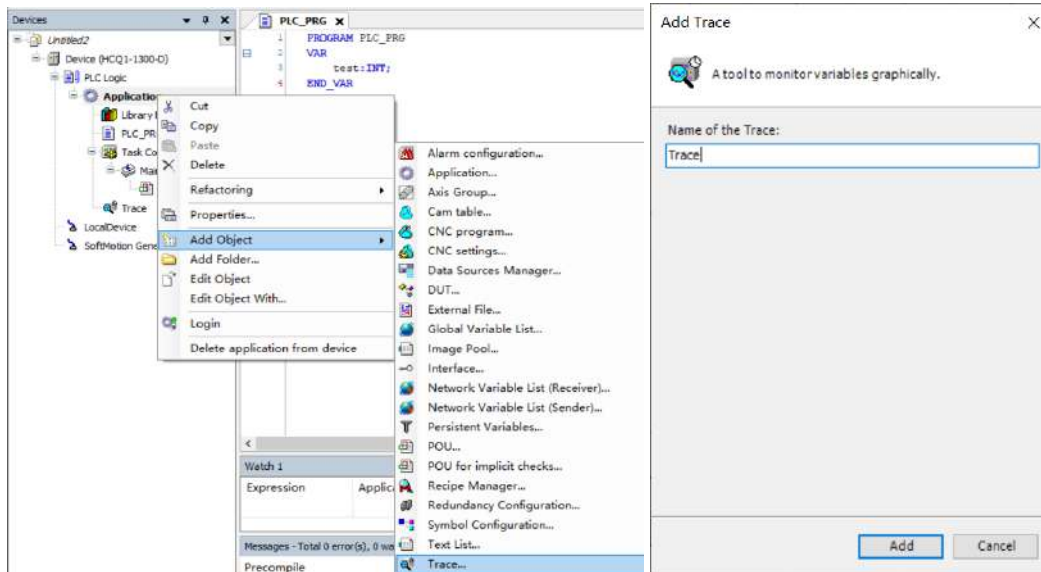 Devices
Untitled2
Device (HCQ1-1300-D)
PLC Logic
Application
Library
PLC_PR
Task Co
Mai
Trace
LocalDevice
SoftMotion Gene
PLC_PRG
1 PROGRAM PLC_PRG
2 VAR
3 test:INT;
4 END_VAR
Cut
Copy
Paste
Delete
Refactoring
Properties...
Add Object
Add Folder...
Edit Object
Edit Object With...
Login
Delete application from device
Alarm configuration...
Application...
Axis Group...
Cam table...
CNC program...
CNC settings...
Data Sources Manager...
DUT...
External File...
Global Variable List...
Image Pool...
Interface...
Network Variable List (Receiver)...
Network Variable List (Sender)...
Persistent Variables...
POU...
POU for implicit checks...
Recipe Manager...
Redundancy Configuration...
Symbol Configuration...
Text List...
Trace...
Watch 1
Expression Applic
Messages - Total 0 error(s), 0 wa
Precompile
Add Trace
A tool to monitor variables graphically.
Name of the Trace:
Trace
Add Cancel